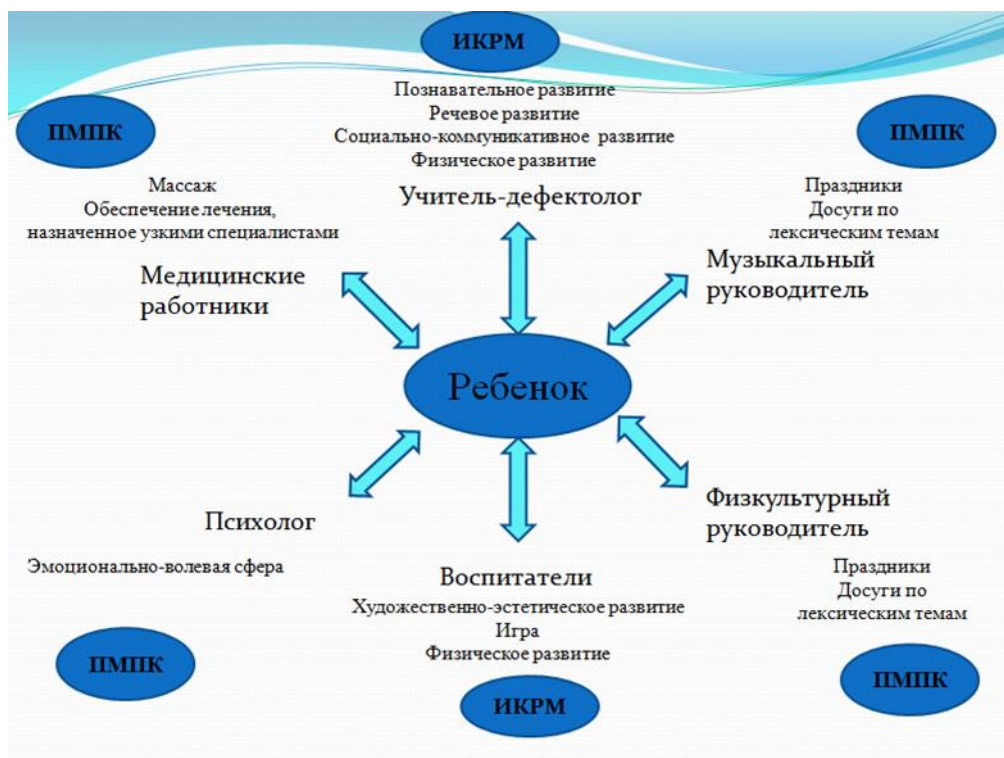 ИКРМ
Познавательное развитие
Речевое развитие
Социально-коммуникативное развитие
Физическое развитие
Учитель-дефектолог
ПМПК
Массаж
Обеспечение лечения,
назначенное узкими специалистами
Медицинские
работники
ПМПК
Праздники
Досуги по
лексическим темам
Музыкальный
руководитель
Ребенок
Психолог
Эмоционально-волевая сфера
ПМПК
Воспитатели
Художественно-эстетическое развитие
Игра
Физическое развитие
ИКРМ
Физкультурный
руководитель
Праздники
Досуги по
лексическим темам
ПМПК